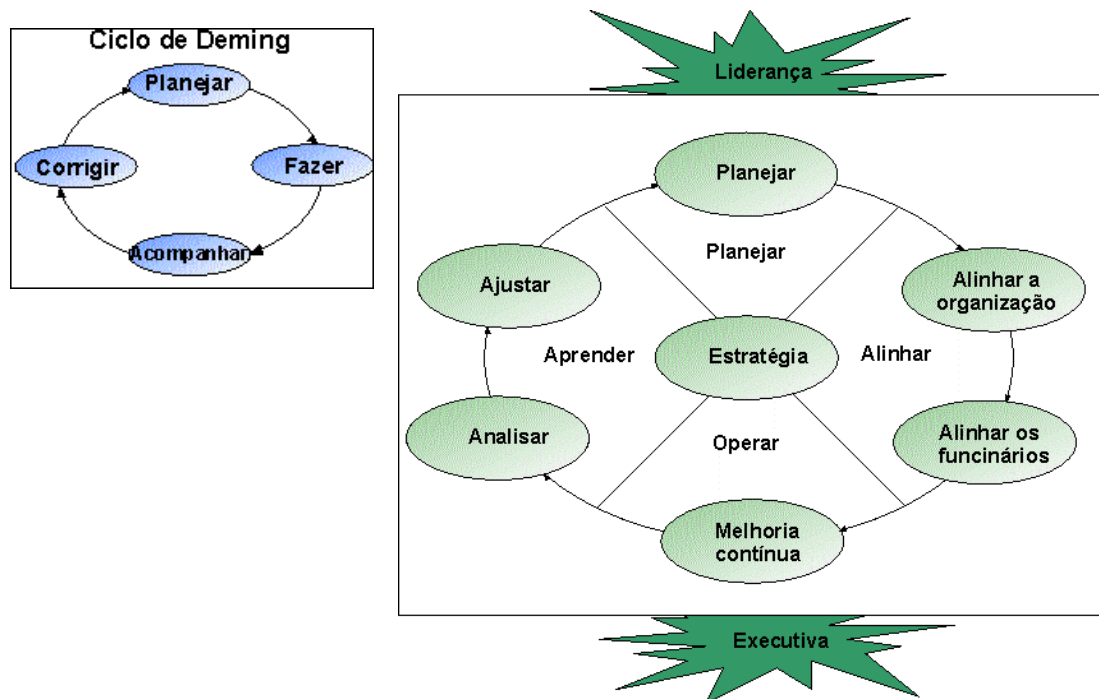 Ciclo de Deming
Planejar
Fazer
Acompanhar
Corrigir
Liderança
Planejar
Planejar
Alinhar a
organização
Alinhar
Alinhar os
funcinários
Operar
Melhoria
contínua
Analisar
Aprender
Ajustar
Estratégia
Executiva